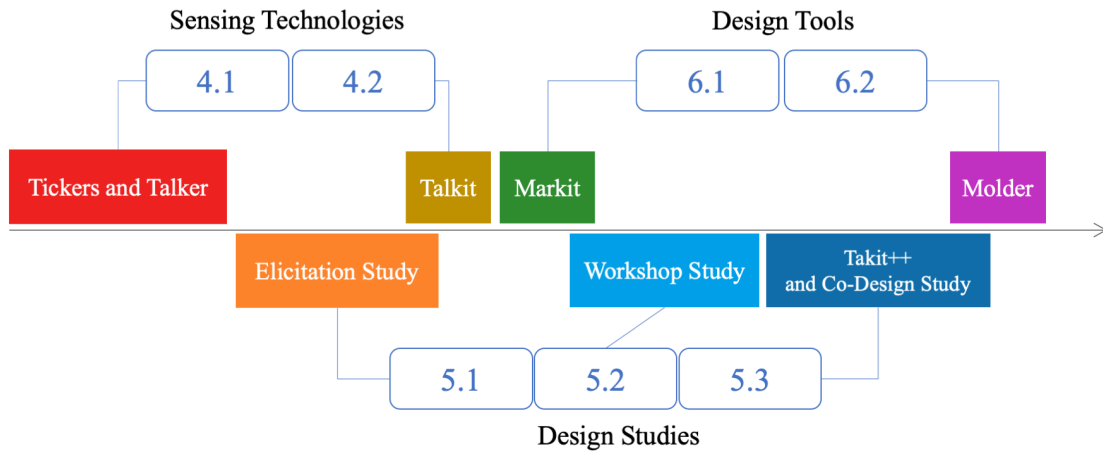 Sensing Technologies
Design Tools
4.1
4.2
6.1
6.2
Tickers and Talker
Talkit
Markit
Molder
Elicitation Study
Workshop Study
Takit++
and Co-Design Study
5.1
5.2
5.3
Design Studies